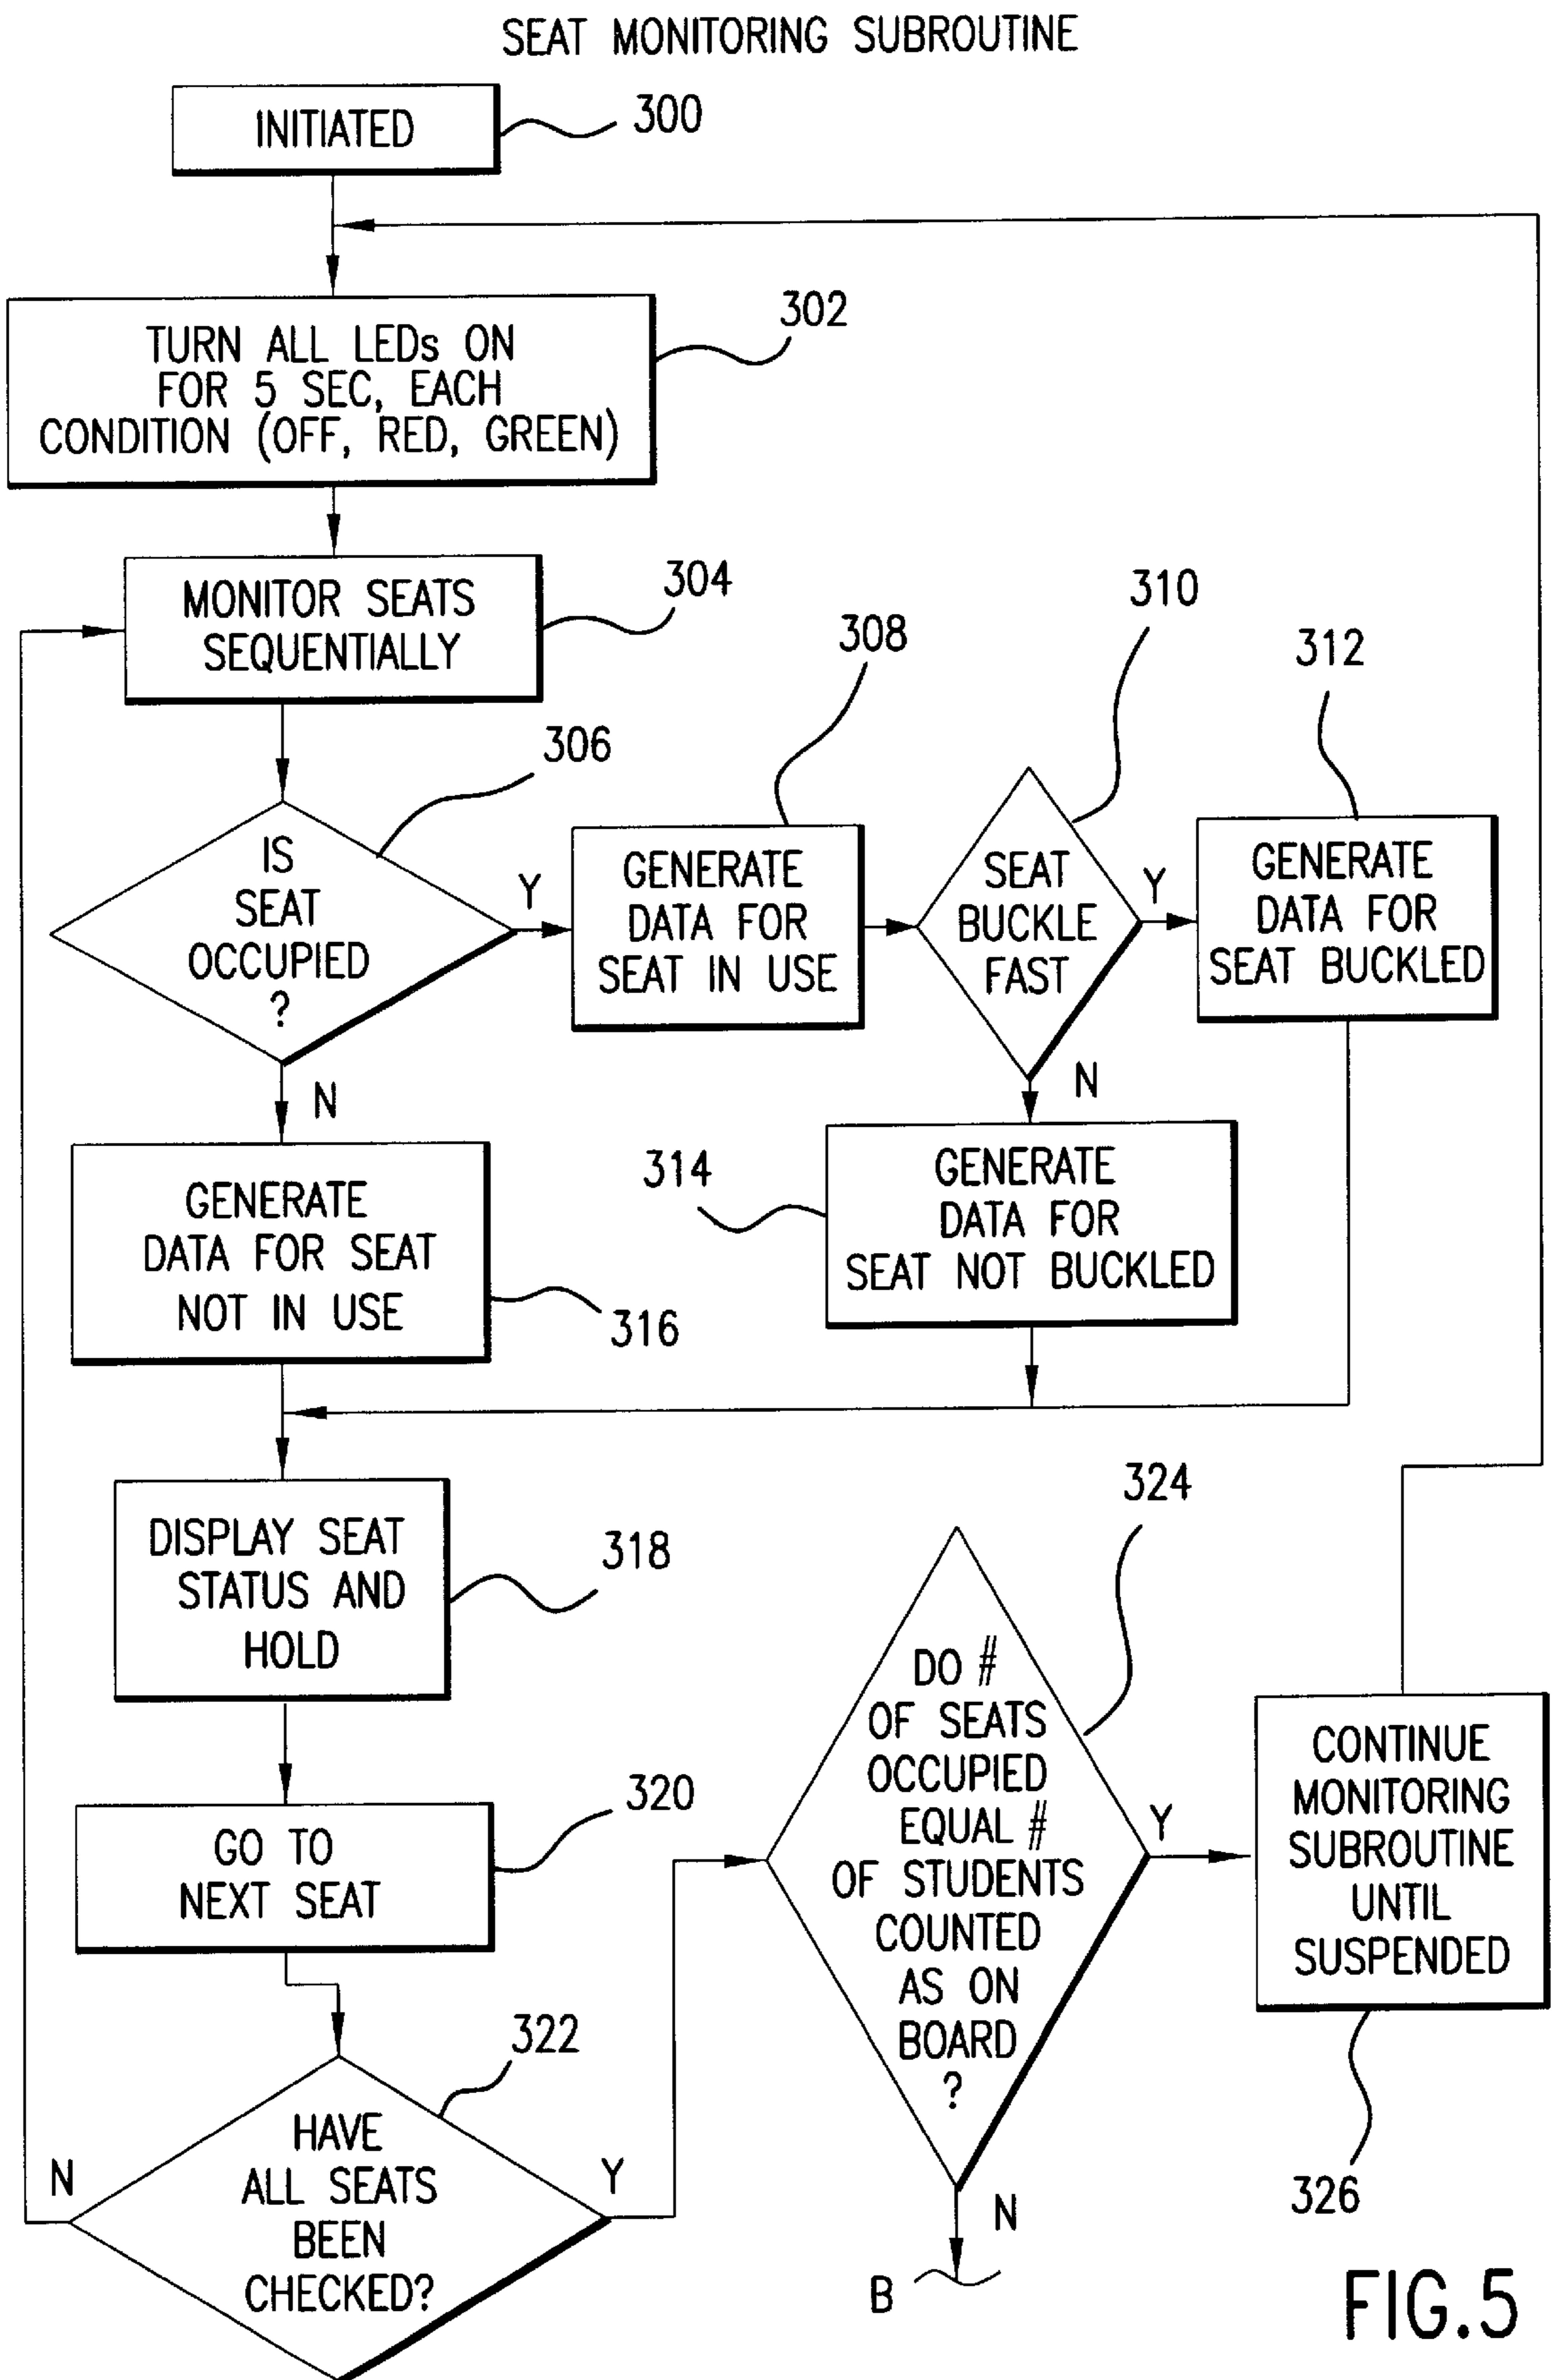 SEAT MONITORING SUBROUTINE
INITIATED
300
TURN ALL LEDs ON
FOR 5 SEC, EACH
CONDITION (OFF, RED, GREEN)
302
MONITOR SEATS
SEQUENTIALLY
304
IS
SEAT
OCCUPIED
?
306
Y
N
GENERATE
DATA FOR
SEAT IN USE
308
SEAT
BUCKLE
FAST
310
Y
N
GENERATE
DATA FOR
SEAT BUCKLED
312
GENERATE
DATA FOR
SEAT NOT BUCKLED
314
GENERATE
DATA FOR SEAT
NOT IN USE
316
DISPLAY SEAT
STATUS AND
HOLD
318
GO TO
NEXT SEAT
320
HAVE
ALL SEATS
BEEN
CHECKED?
322
N
Y
DO #
OF SEATS
OCCUPIED
EQUAL #
OF STUDENTS
COUNTED
AS ON
BOARD
?
324
Y
N
B
CONTINUE
MONITORING
SUBROUTINE
UNTIL
SUSPENDED
326
FIG.5